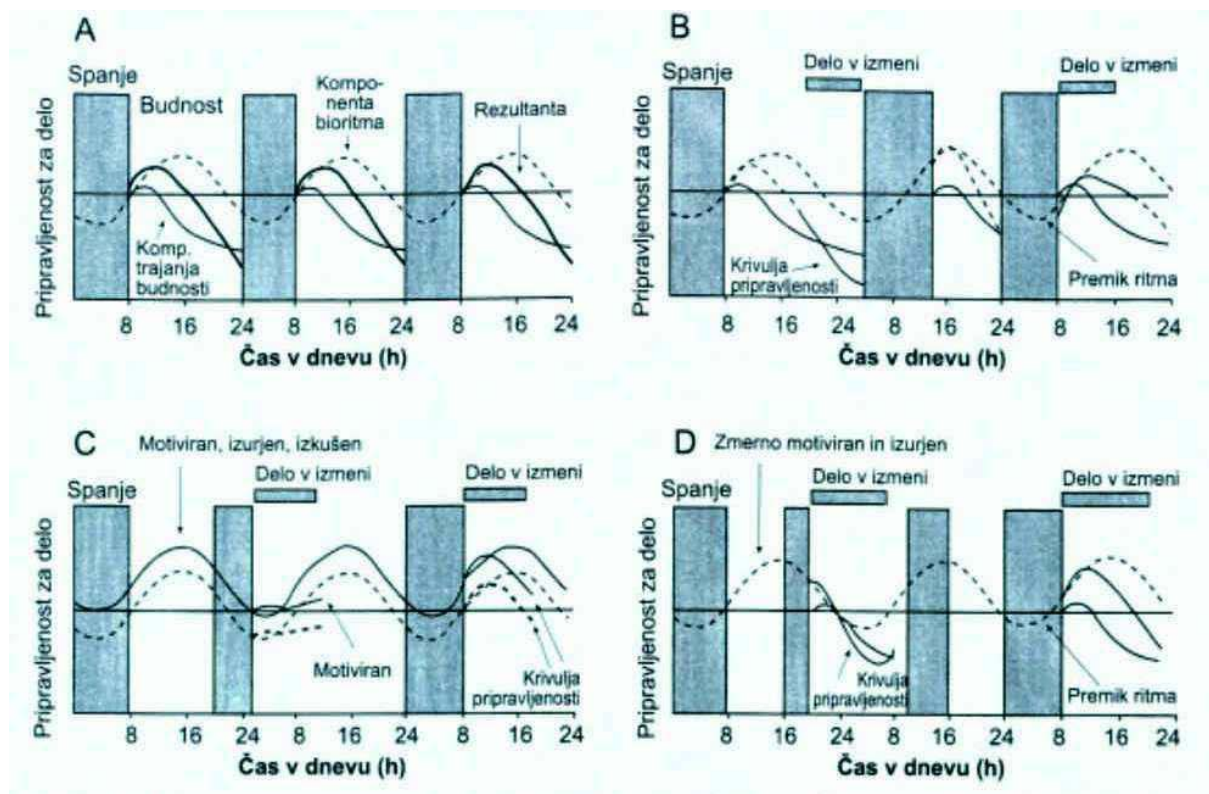 A
Spanje
Budnost
Kompo-
nenta
bioritma
Rezultanta
Komp.
trajanja
budnosti
Pripravljenost za delo
8 16 24 8 16 24 8 16 24
Čas v dnevu (h)
B
Spanje
Delo v izmeni
Delo v izmeni
Krivulja
pripravljenosti
Premik ritma
Pripravljenost za delo
8 16 24 8 16 24 8 16 24
Čas v dnevu (h)
C
Motiviran, izurjen, izkušen
Spanje
Delo v izmeni
Delo v izmeni
Motiviran
Krivulja
pripravljenosti
Pripravljenost za delo
8 16 24 8 16 24 8 16 24
Čas v dnevu (h)
D
Zmerno motiviran in izurjen
Spanje
Delo v izmeni
Delo v izmeni
Krivulja
pripravljenosti
Premik ritma
Pripravljenost za delo
8 16 24 8 16 24 8 16 24
Čas v dnevu (h)